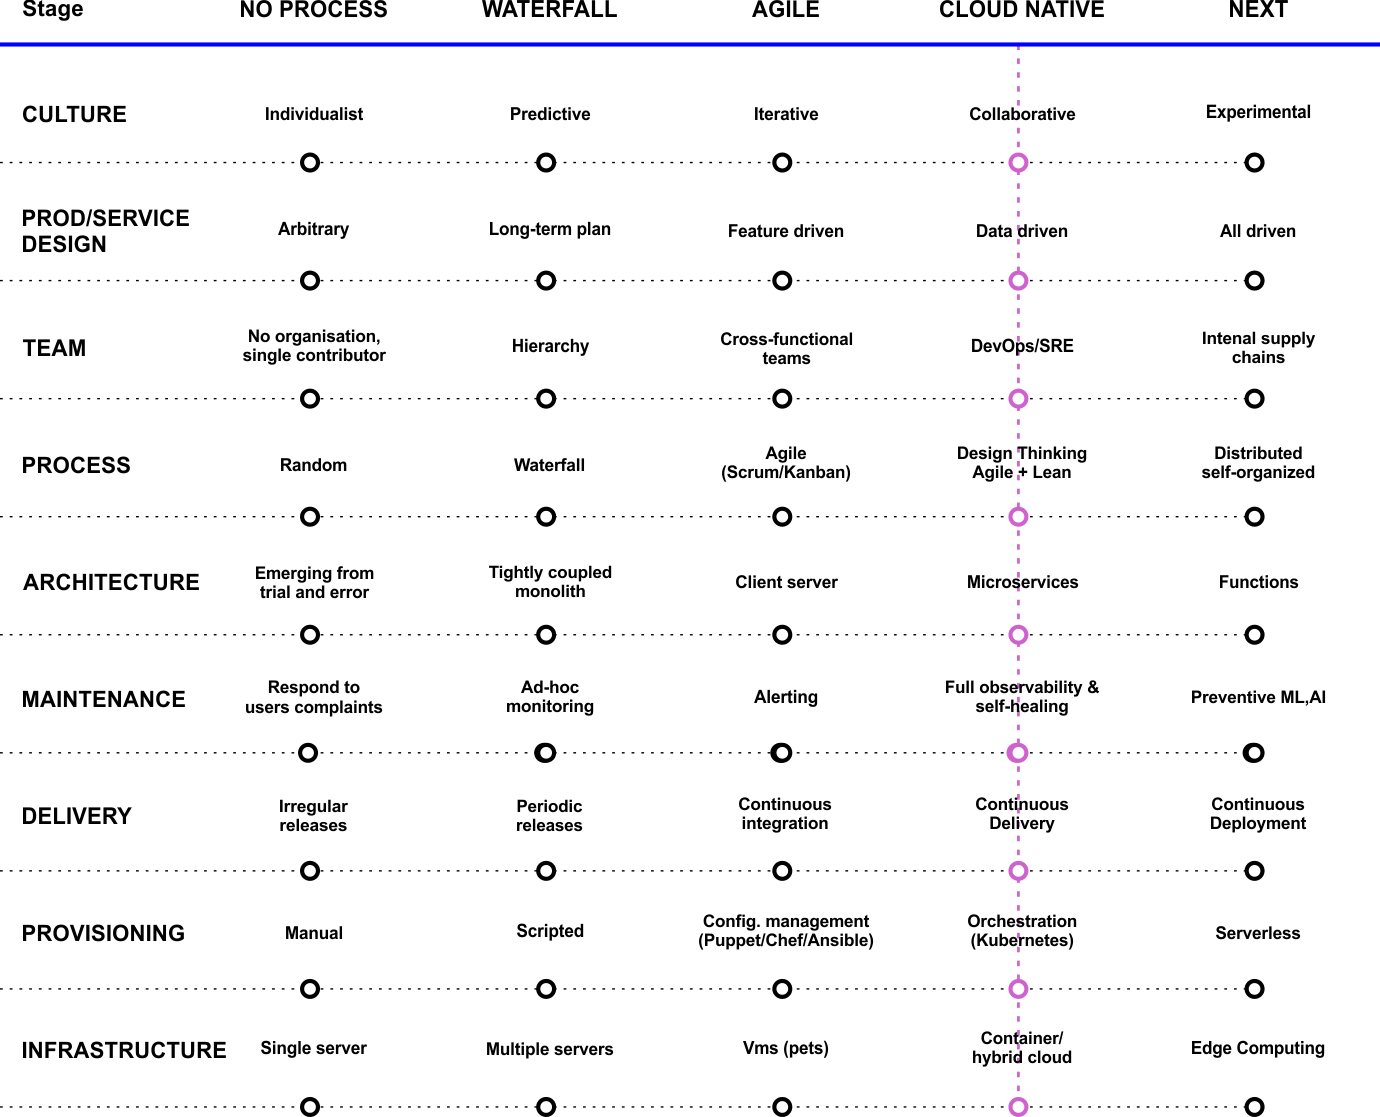 Stage NO PROCESS WATERFALL AGILE CLOUD NATIVE NEXT
CULTURE Individualist Predictive Iterative Collaborative Experimental
PROD/SERVICE
DESIGN
Arbitrary
Long-term plan
Feature driven
Data driven
All driven
TEAM
No organisation,
single contributor
Hierarchy
Cross-functional
teams
DevOps/SRE
Intenal supply
chains
PROCESS
Random
Waterfall
Agile
(Scrum/Kanban)
Design Thinking
Agile + Lean
Distributed
self-organized
ARCHITECTURE
Emerging from
trial and error
Tightly coupled
monolith
Client server
Microservices
Functions
MAINTENANCE
Respond to
users complaints
Ad-hoc
monitoring
Alerting
Full observability &
self-healing
Preventive ML,AI
DELIVERY
Irregular
releases
Periodic
releases
Continuous
integration
Continuous
Delivery
Continuous
Deployment
PROVISIONING
Manual
Scripted
Config. management
(Puppet/Chef/Ansible)
Orchestration
(Kubernetes)
Serverless
INFRASTRUCTURE
Single server
Multiple servers
Vms (pets)
Container/
hybrid cloud
Edge Computing